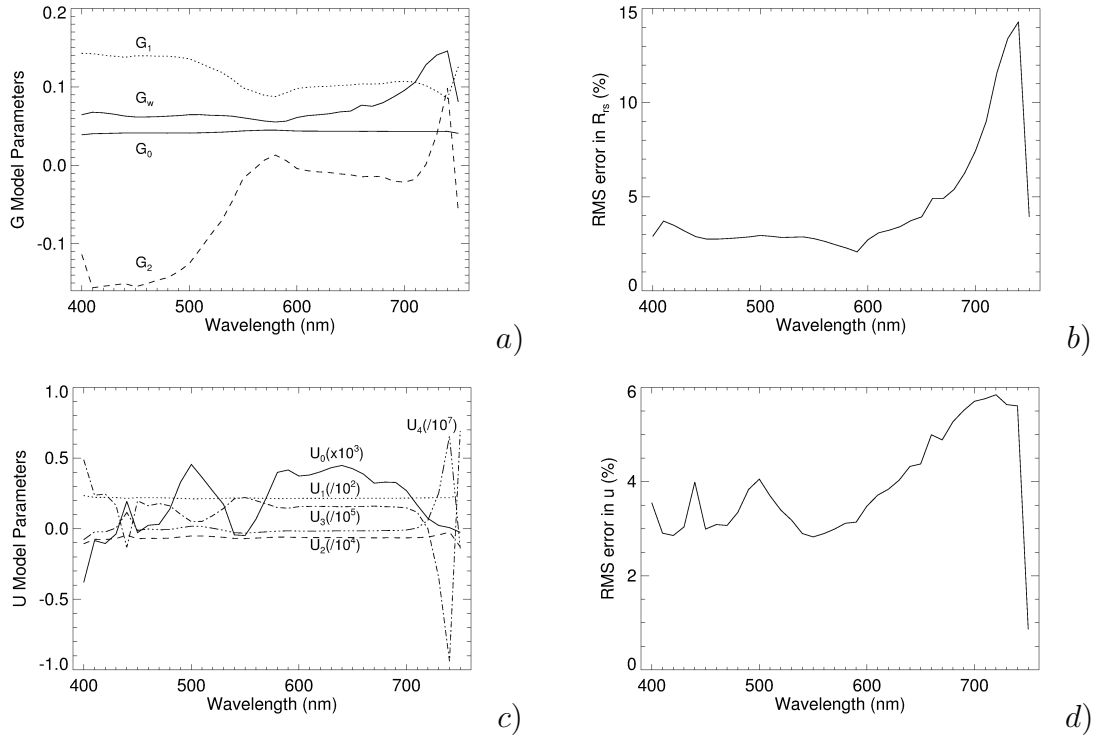 0.2
0.1
0.0
-0.1
G Model Parameters
G1
Gw
G0
G2
400 500 600 700
Wavelength (nm)
a)
15
10
5
0
RMS error in Rrs (%)
400 500 600 700
Wavelength (nm)
b)
1.0
0.5
0.0
-0.5
-1.0
U Model Parameters
U4(/10^7)
U0(x10^3)
U1(/10^2)
U3(/10^5)
U2(/10^4)
400 500 600 700
Wavelength (nm)
c)
6
4
2
0
RMS error in u (%)
400 500 600 700
Wavelength (nm)
d)